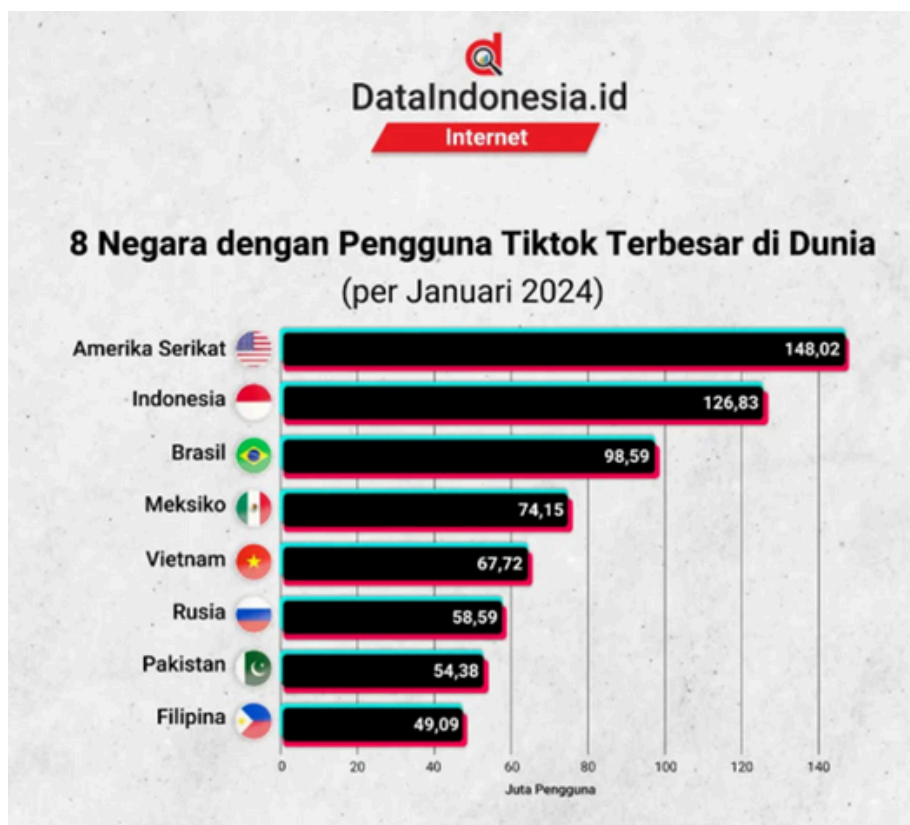 DataIndonesia.id
Internet
8 Negara dengan Pengguna Tiktok Terbesar di Dunia
(per Januari 2024)
Amerika Serikat 148,02
Indonesia 126,83
Brasil 98,59
Meksiko 74,15
Vietnam 67,72
Rusia 58,59
Pakistan 54,38
Filipina 49,09
0 20 40 60 80 100 120 140
Juta Pengguna